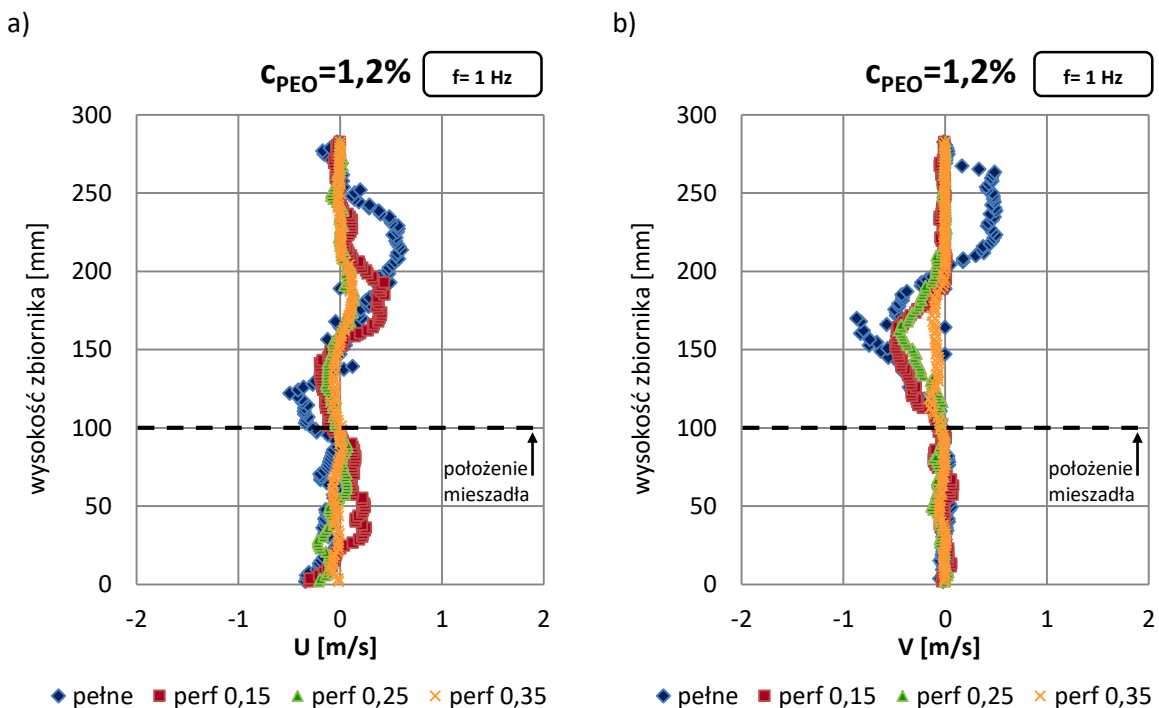 a)
c_PEO=1,2%
f= 1 Hz
wysokość zbiornika [mm]
300
250
200
150
100
50
0
położenie
mieszadła
-2 -1 0 1 2
U [m/s]
pełne perf 0,15 perf 0,25 perf 0,35
b)
c_PEO=1,2%
f= 1 Hz
wysokość zbiornika [mm]
300
250
200
150
100
50
0
położenie
mieszadła
-2 -1 0 1 2
V [m/s]
pełne perf 0,15 perf 0,25 perf 0,35